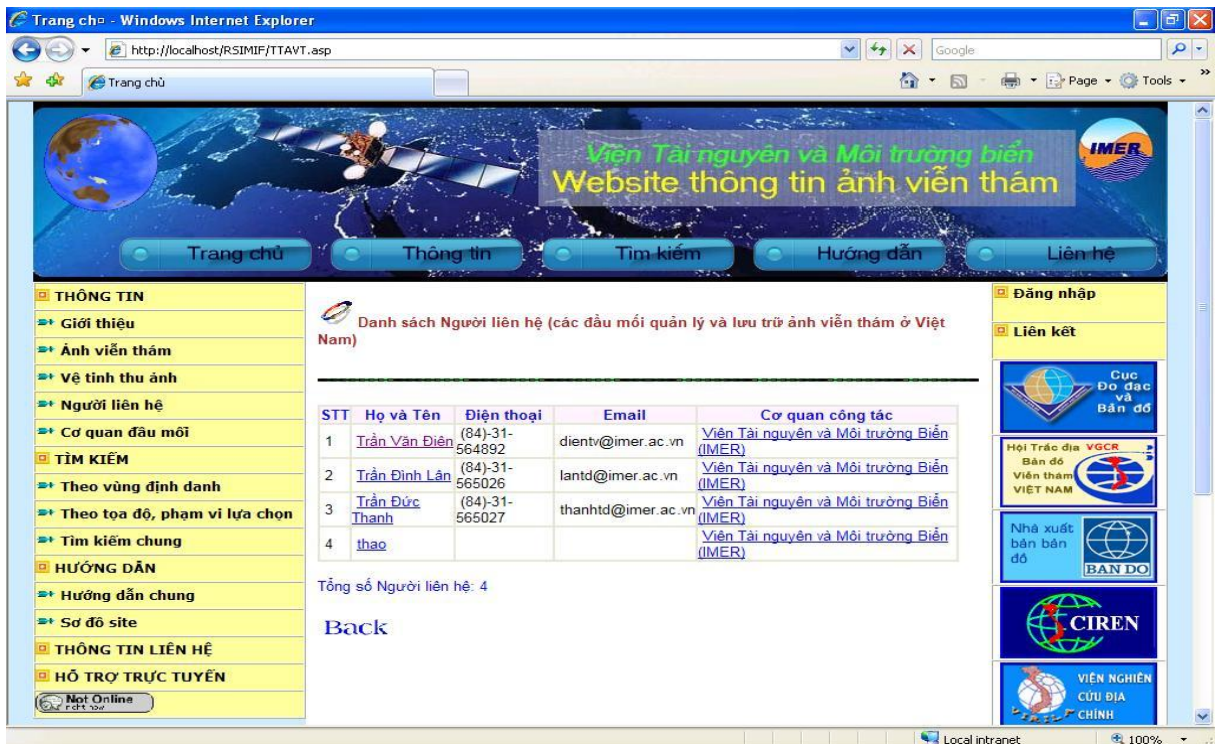 Trang ch¤ - Windows Internet Explorer
http://localhost/RSIMIF/TTAVT.asp
Google
Trang chủ
Page
Tools
Viện Tài nguyên và Môi trường biển
IMER
Website thông tin ảnh viễn thám
Trang chủ
Thông tin
Tìm kiếm
Hướng dẫn
Liên hệ
THÔNG TIN
Giới thiệu
Ảnh viễn thám
Vệ tinh thu ảnh
Người liên hệ
Cơ quan đầu mối
TÌM KIẾM
Theo vùng định danh
Theo tọa độ, phạm vi lựa chọn
Tìm kiếm chung
HƯỚNG DẪN
Hướng dẫn chung
Sơ đồ site
THÔNG TIN LIÊN HỆ
HỖ TRỢ TRỰC TUYẾN
Not Online
right now
Danh sách Người liên hệ (các đầu mối quản lý và lưu trữ ảnh viễn thám ở Việt
Nam)
STT Họ và Tên Điện thoại Email Cơ quan công tác
1 Trần Văn Điện (84)-31-564892 dientv@imer.ac.vn Viện Tài nguyên và Môi trường Biển (IMER)
2 Trần Đình Lân (84)-31-565026 lantd@imer.ac.vn Viện Tài nguyên và Môi trường Biển (IMER)
3 Trần Đức Thanh (84)-31-565027 thanhtd@imer.ac.vn Viện Tài nguyên và Môi trường Biển (IMER)
4 thao Viện Tài nguyên và Môi trường Biển (IMER)
Tổng số Người liên hệ: 4
Back
Đăng nhập
Liên kết
Cục
Đo đạc
và
Bản đồ
Hội Trắc địa VGCR
Bản đồ
Viễn thám
VIỆT NAM
Nhà xuất
bản bản
đồ
BAN DO
CIREN
VIỆN NGHIÊN
CỨU ĐỊA
CHÍNH
Local intranet
100%